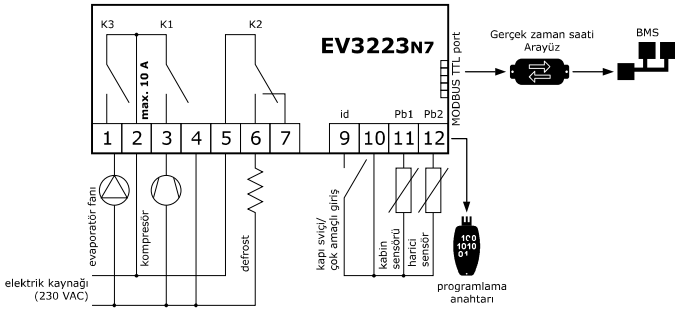 K3
K1
K2
EV3223N7
max. 10 A
MODBUS TTL port
Gerçek zaman saati
Arayüz
BMS
id
Pb1
Pb2
1
2
3
4
5
6
7
9
10
11
12
evaporatör fanı
kompresör
defrost
kapı sviçi/
çok amaçlı giriş
kabin
sensörü
harici
sensör
100
1010
01
elektrik kaynağı
(230 VAC)
programlama
anahtarı